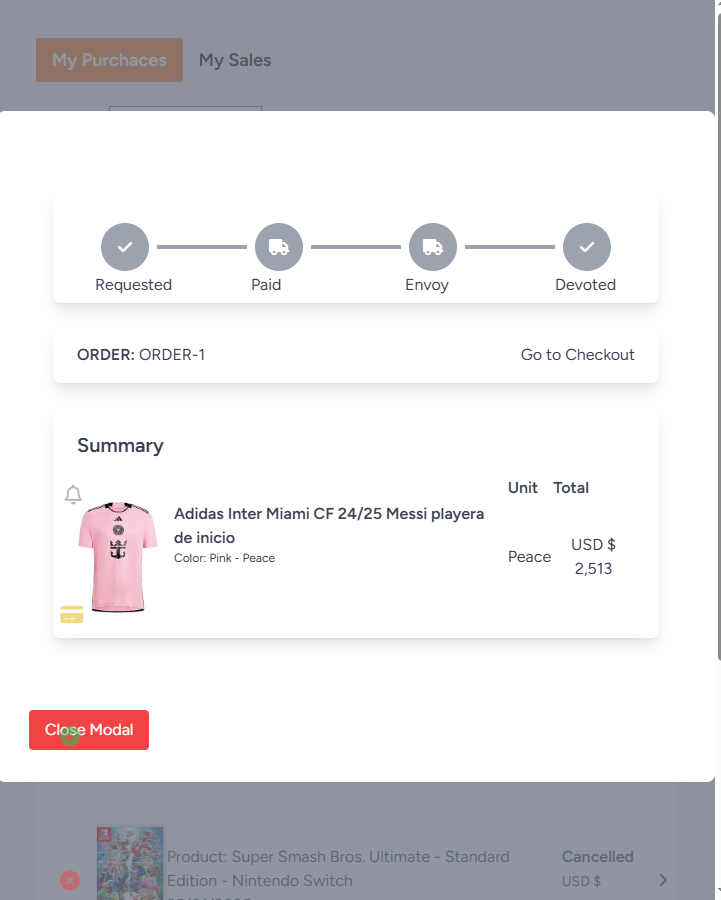 My Purchaces
My Sales
Requested
Paid
Envoy
Devoted
ORDER: ORDER-1
Go to Checkout
Summary
Unit Total
Adidas Inter Miami CF 24/25 Messi playera
de inicio
Color: Pink - Peace
Peace
USD $
2,513
Close Modal
Product: Super Smash Bros. Ultimate - Standard
Edition - Nintendo Switch
Cancelled
USD $